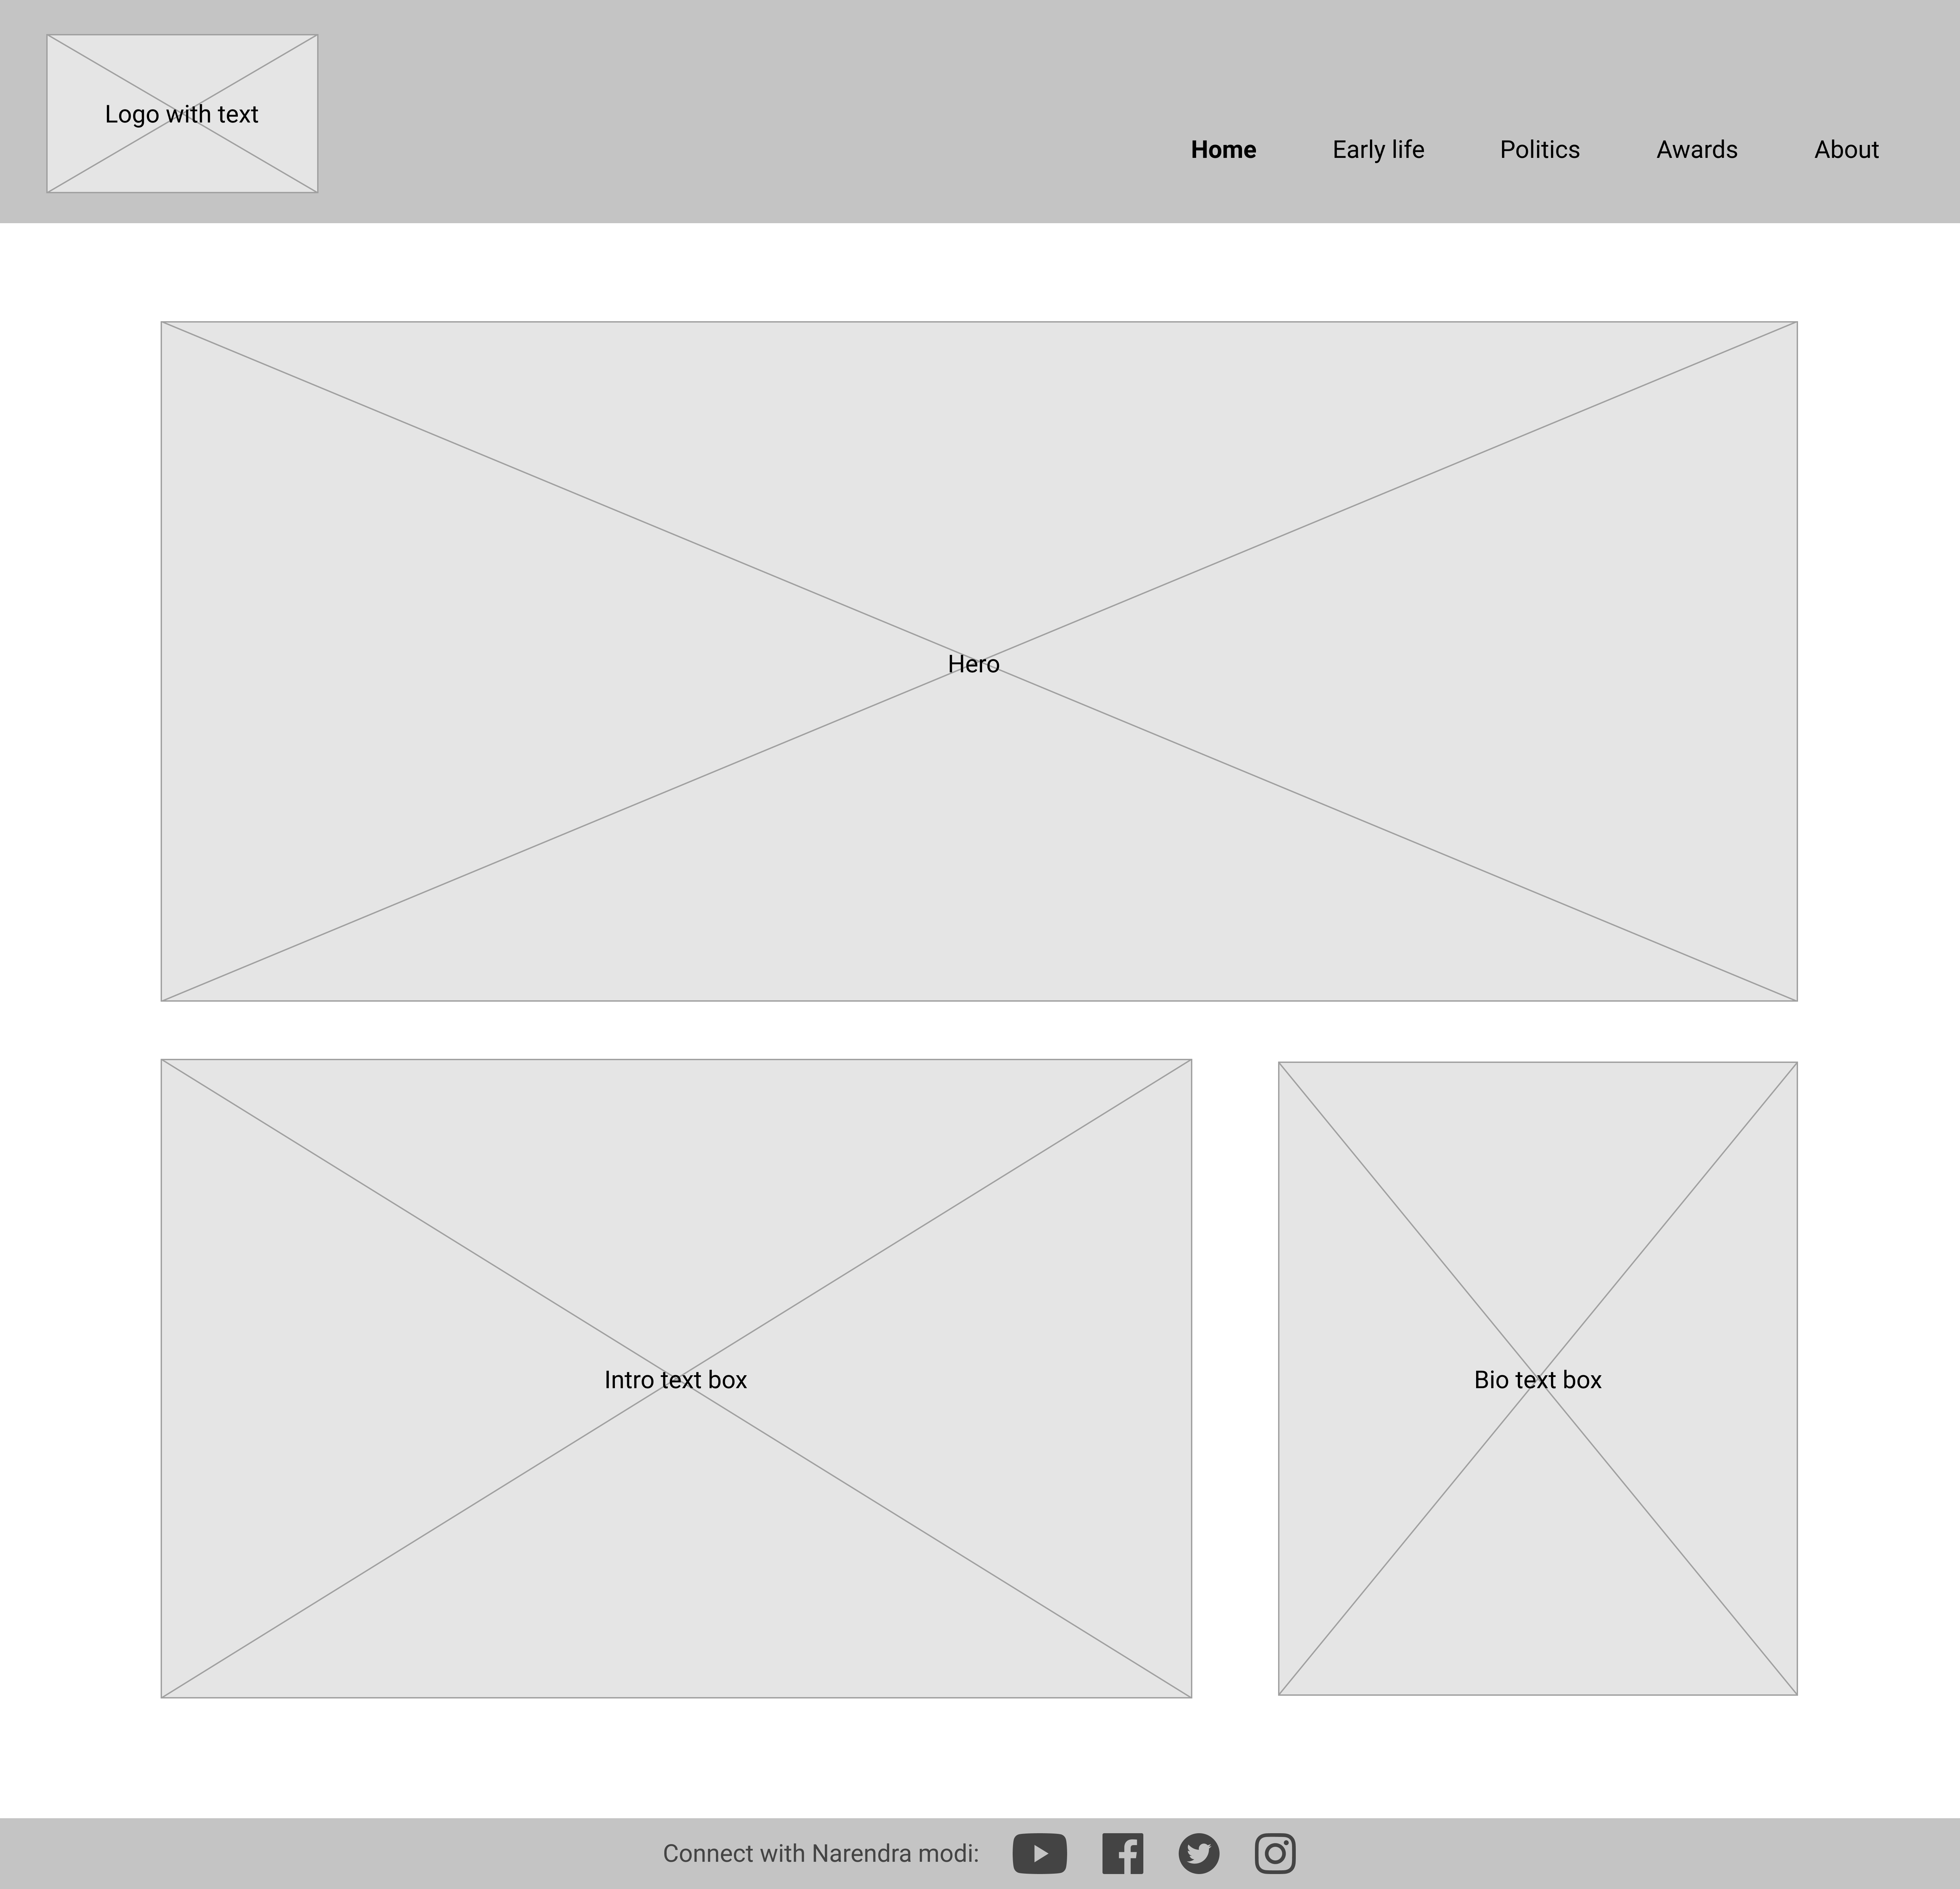 Logo with text
Home Early life Politics Awards About
Hero
Intro text box
Bio text box
Connect with Narendra modi: